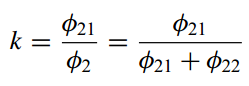 k = ϕ21/ϕ2 = ϕ21/(ϕ21 + ϕ22)